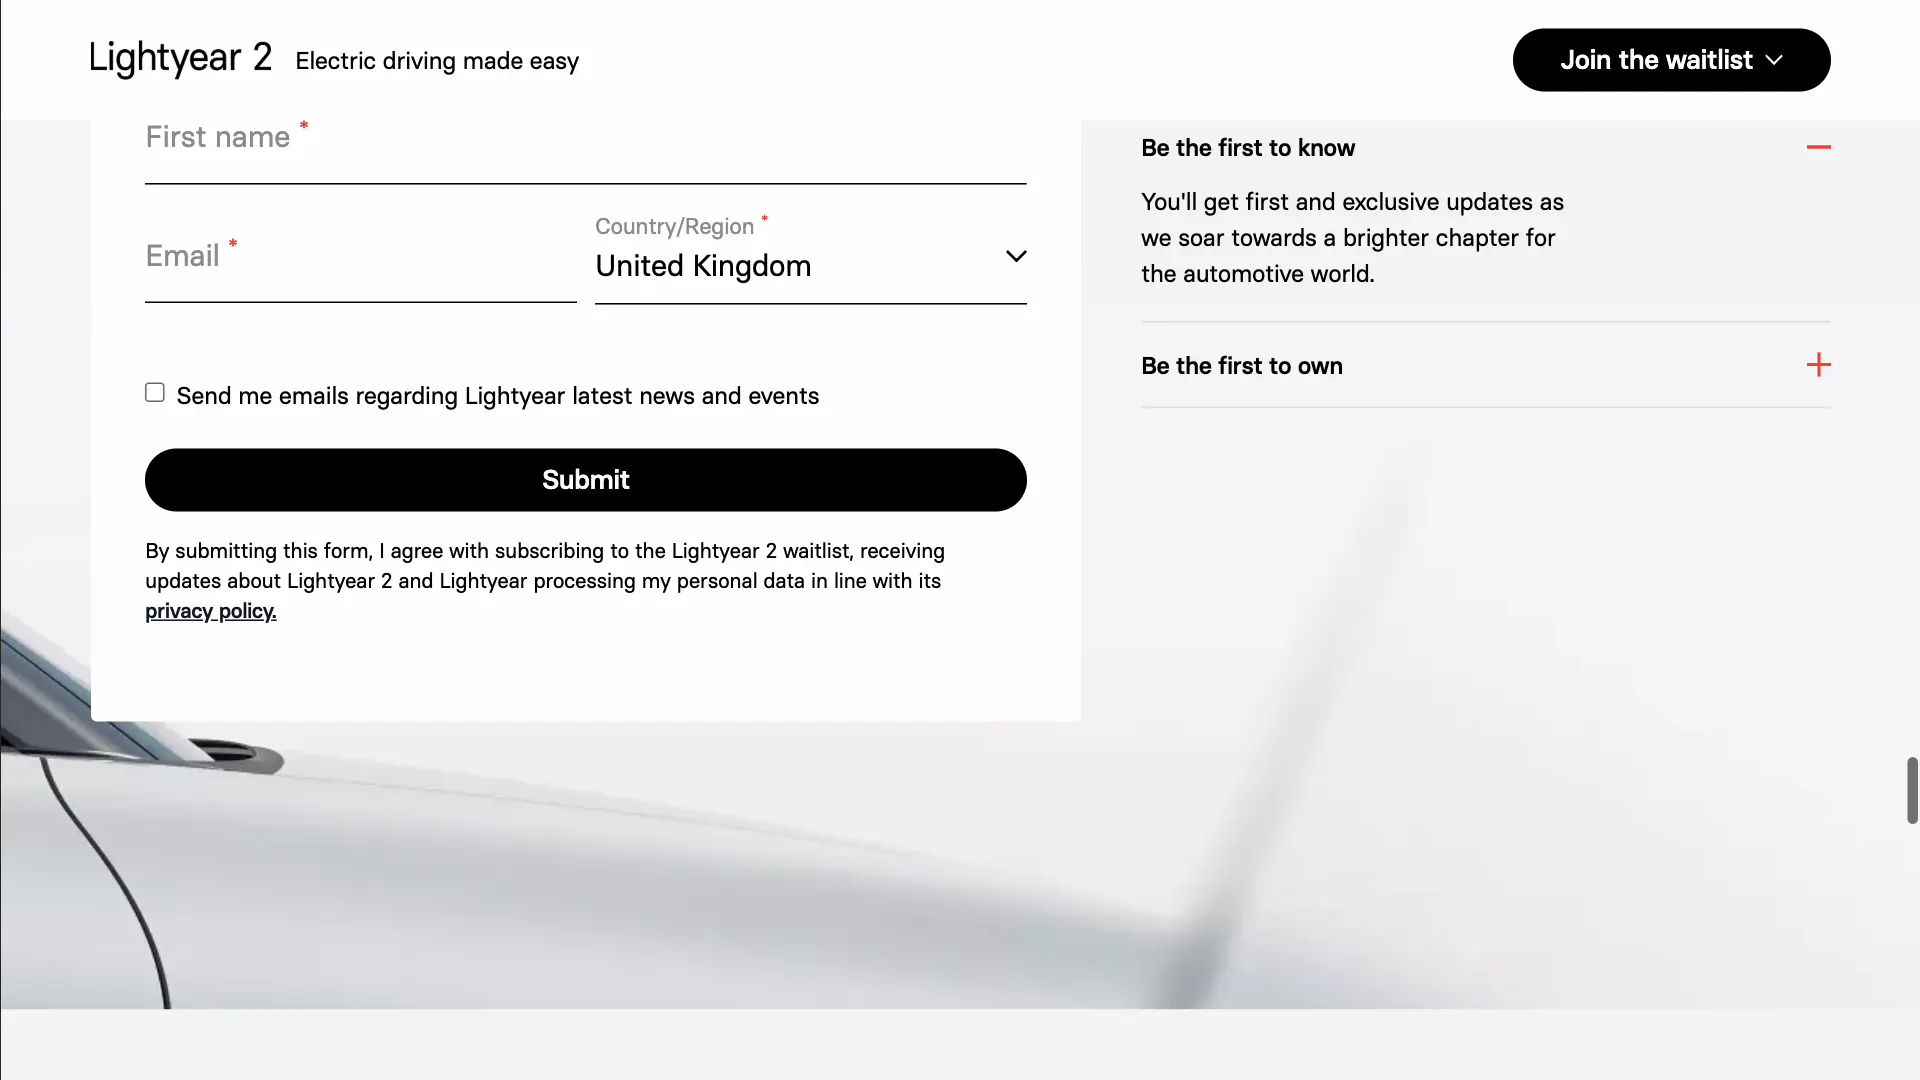 Lightyear 2 Electric driving made easy
Join the waitlist
First name *
Email *
Country/Region *
United Kingdom
Send me emails regarding Lightyear latest news and events
Submit
By submitting this form, I agree with subscribing to the Lightyear 2 waitlist, receiving
updates about Lightyear 2 and Lightyear processing my personal data in line with its
privacy policy.
Be the first to know
You'll get first and exclusive updates as
we soar towards a brighter chapter for
the automotive world.
Be the first to own